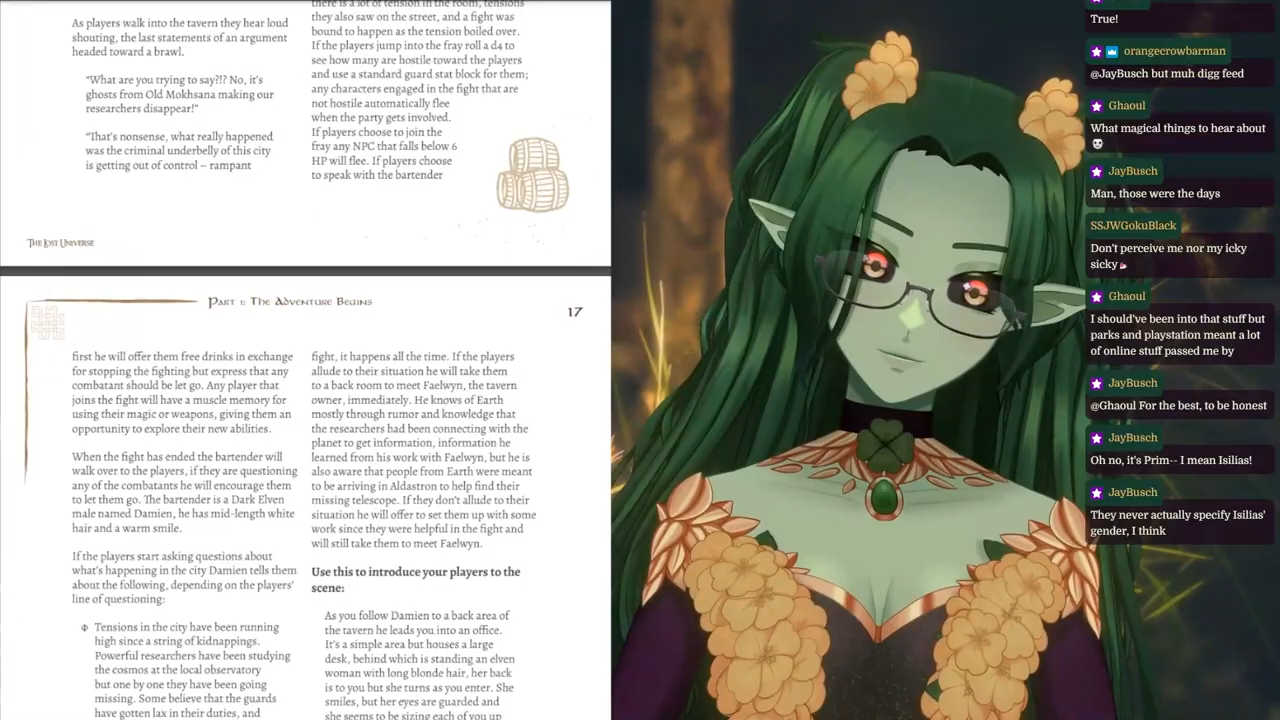 As players walk into the tavern they hear loud
shouting, the last statements of an argument
headed toward a brawl.
"What are you trying to say?!? No, it's
ghosts from Old Mokhsana making our
researchers disappear!"
"That's nonsense, what really happened
was the criminal underbelly of this city
is getting out of control – rampant
there is a lot of tension in the room, tensions
they also saw on the street, and a fight was
bound to happen as the tension boiled over.
If the players jump into the fray roll a d4 to
see how many are hostile toward the players
and use a standard guard stat block for them;
any characters engaged in the fight that are
not hostile automatically flee
when the party gets involved.
If players choose to join the
fray any NPC that falls below 6
HP will flee. If players choose
to speak with the bartender
The Lost Universe
Part 1: The Adventure Begins
17
first he will offer them free drinks in exchange
for stopping the fighting but express that any
combatant should be let go. Any player that
joins the fight will have a muscle memory for
using their magic or weapons, giving them an
opportunity to explore their new abilities.
When the fight has ended the bartender will
walk over to the players, if they are questioning
any of the combatants he will encourage them
to let them go. The bartender is a Dark Elven
male named Damien, he has mid-length white
hair and a warm smile.
If the players start asking questions about
what's happening in the city Damien tells them
about the following, depending on the players'
line of questioning:
Tensions in the city have been running
high since a string of kidnappings.
Powerful researchers have been studying
the cosmos at the local observatory
but one by one they have been going
missing. Some believe that the guards
have gotten lax in their duties, and
fight, it happens all the time. If the players
allude to their situation he will take them
to a back room to meet Faelwyn, the tavern
owner, immediately. He knows of Earth
mostly through rumor and knowledge that
the researchers had been connecting with the
planet to get information, information he
learned from his work with Faelwyn, but he is
also aware that people from Earth were meant
to be arriving in Aldastron to help find their
missing telescope. If they don't allude to their
situation he will offer to set them up with some
work since they were helpful in the fight and
will still take them to meet Faelwyn.
Use this to introduce your players to the
scene:
As you follow Damien to a back area of
the tavern he leads you into an office.
It's a simple area but houses a large
desk, behind which is standing an elven
woman with long blonde hair, her back
is to you but she turns as you enter. She
smiles, but her eyes are guarded and
she seems to be sizing each of you up
True!
orangecrowbarman
@JayBusch but muh digg feed
Ghaoul
What magical things to hear about
JayBusch
Man, those were the days
SSJWGokuBlack
Don't perceive me nor my icky
sicky
Ghaoul
I should've been into that stuff but
parks and playstation meant a lot
of online stuff passed me by
JayBusch
@Ghaoul For the best, to be honest
JayBusch
Oh no, it's Prim-- I mean Isilias!
JayBusch
They never actually specify Isilias'
gender, I think